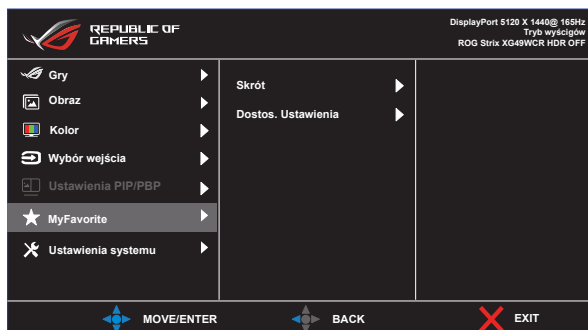 REPUBLIC OF
GAMERS
DisplayPort 5120 X 1440@ 165Hz
Tryb wyścigów
ROG Strix XG49WCR HDR OFF
Gry
Obraz
Kolor
Wybór wejścia
Ustawienia PIP/PBP
MyFavorite
Ustawienia systemu
Skrót
Dostos. Ustawienia
MOVE/ENTER
BACK
EXIT